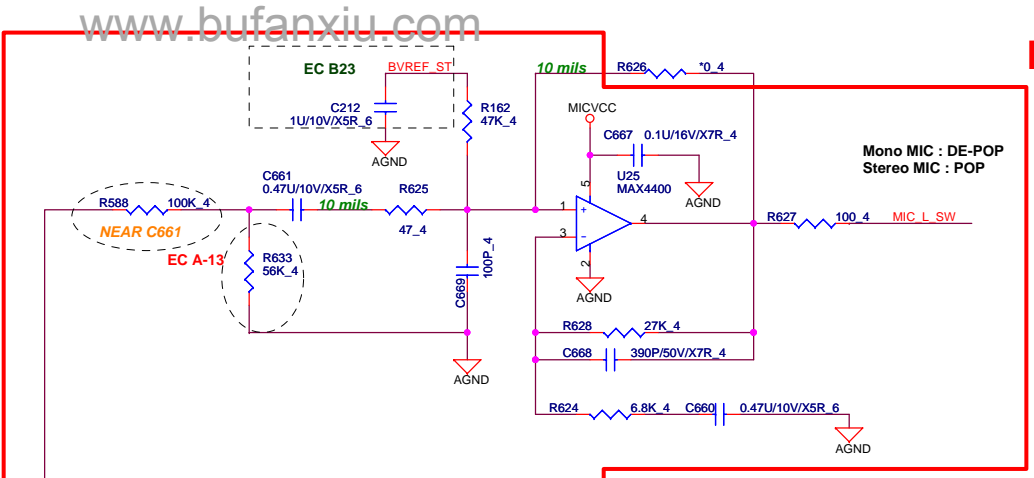 www.bufanxiu.com
EC B23
BVREF_ST
C212
1U/10V/X5R_6
AGND
R162
47K_4
10 mils
R626
*0_4
MICVCC
C667
0.1U/16V/X7R_4
AGND
U25
MAX4400
Mono MIC : DE-POP
Stereo MIC : POP
C661
0.47U/10V/X5R_6
10 mils
R625
47_4
R588
100K_4
NEAR C661
EC A-13
R633
56K_4
C669
100P_4
AGND
1
+
3
-
5
4
2
AGND
R627
100_4
MIC_L_SW
R628
27K_4
C668
390P/50V/X7R_4
R624
6.8K_4
C660
0.47U/10V/X5R_6
AGND